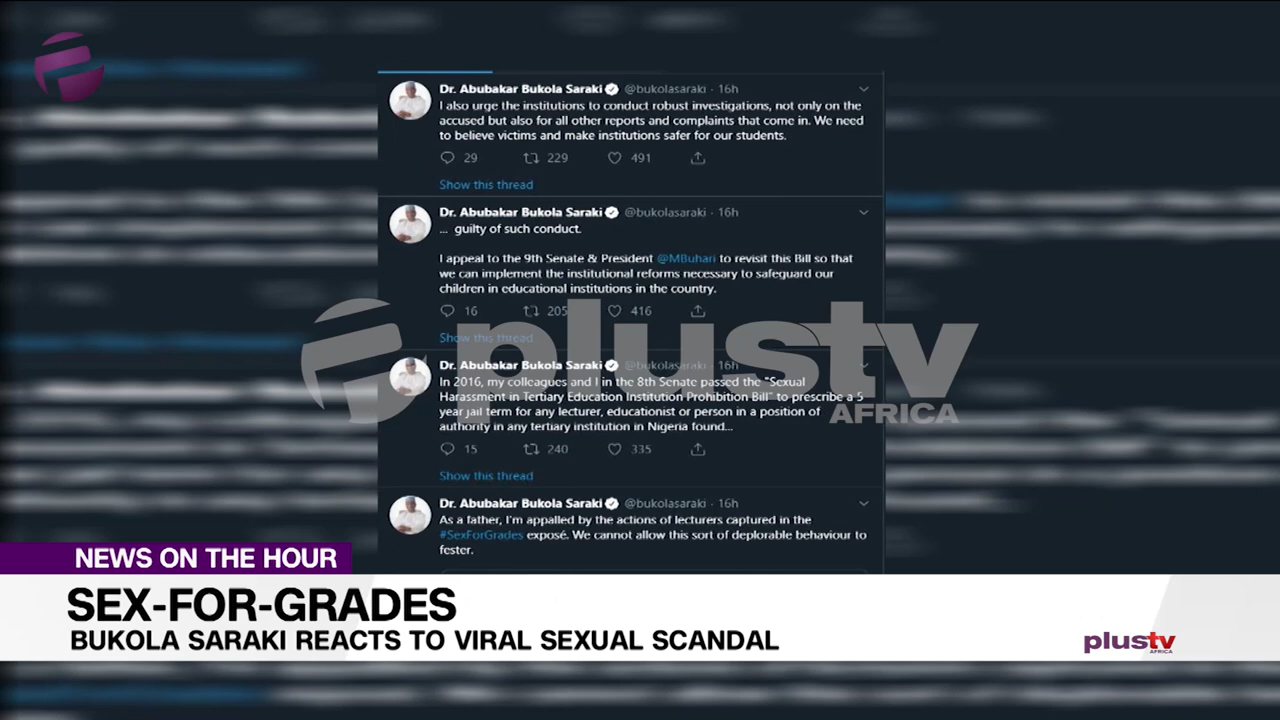 Dr. Abubakar Bukola Saraki @bukolasaraki · 16h
I also urge the institutions to conduct robust investigations, not only on the
accused but also for all other reports and complaints that come in. We need
to believe victims and make institutions safer for our students.
29 229 491
Show this thread
Dr. Abubakar Bukola Saraki @bukolasaraki · 16h
... guilty of such conduct.
I appeal to the 9th Senate & President @MBuhari to revisit this Bill so that
we can implement the institutional reforms necessary to safeguard our
children in educational institutions in the country.
16 205 416
Show this thread
plustv
AFRICA
Dr. Abubakar Bukola Saraki @bukolasaraki · 16h
In 2016, my colleagues and I in the 8th Senate passed the "Sexual
Harassment in Tertiary Education Institution Prohibition Bill" to prescribe a 5
year jail term for any lecturer, educationist or person in a position of
authority in any tertiary institution in Nigeria found...
15 240 335
Show this thread
Dr. Abubakar Bukola Saraki @bukolasaraki · 16h
As a father, I'm appalled by the actions of lecturers captured in the
#SexForGrades exposé. We cannot allow this sort of deplorable behaviour to
fester.
NEWS ON THE HOUR
SEX-FOR-GRADES
BUKOLA SARAKI REACTS TO VIRAL SEXUAL SCANDAL
plustv
AFRICA